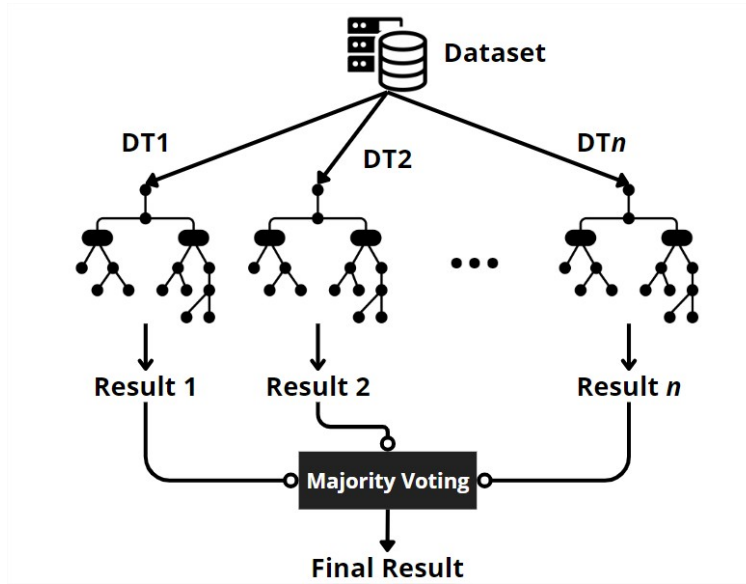 Dataset
DT1
DT2
DTn
...
Result 1
Result 2
Result n
Majority Voting
Final Result